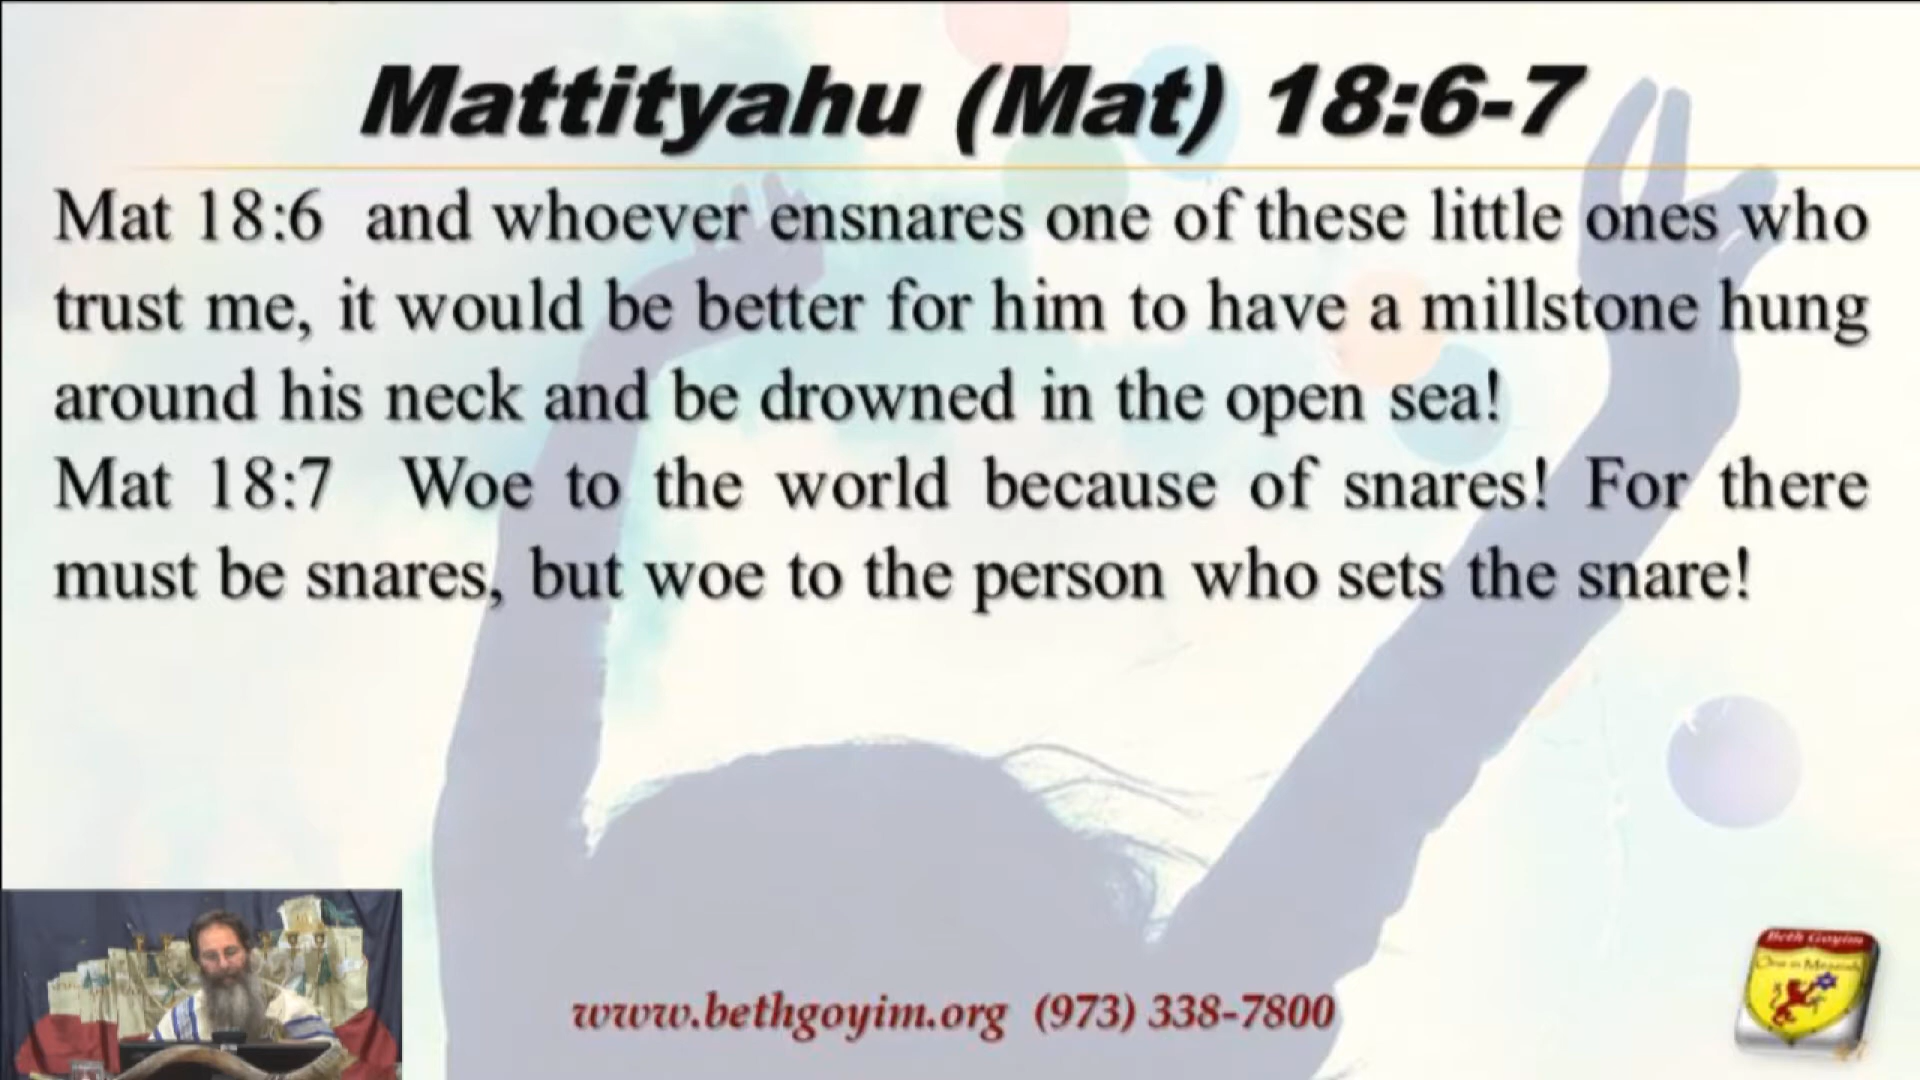 Mattityahu (Mat) 18:6-7
Mat 18:6  and whoever ensnares one of these little ones who
trust me, it would be better for him to have a millstone hung
around his neck and be drowned in the open sea!
Mat 18:7  Woe to the world because of snares! For there
must be snares, but woe to the person who sets the snare!
www.bethgoyim.org (973) 338-7800
Beth Goyim
One in Messiah